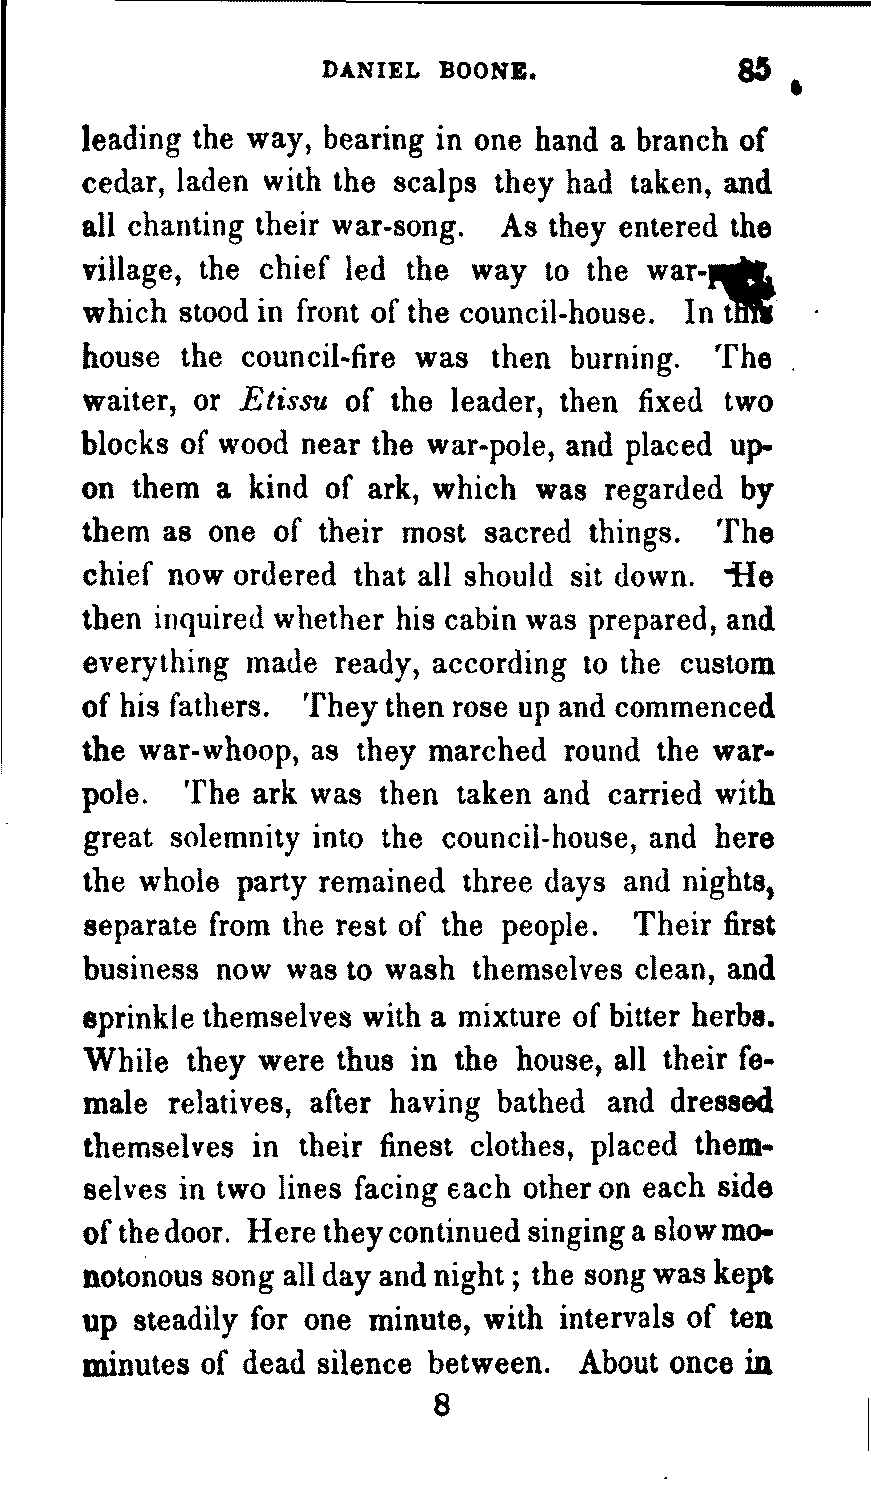 DANIEL BOONE. 85
leading the way, bearing in one hand a branch of
cedar, laden with the scalps they had taken, and
all chanting their war-song. As they entered the
village, the chief led the way to the war-
which stood in front of the council-house. In this
house the council-fire was then burning. The
waiter, or Etissu of the leader, then fixed two
blocks of wood near the war-pole, and placed up-
on them a kind of ark, which was regarded by
them as one of their most sacred things. The
chief now ordered that all should sit down. He
then inquired whether his cabin was prepared, and
everything made ready, according to the custom
of his fathers. They then rose up and commenced
the war-whoop, as they marched round the war-
pole. The ark was then taken and carried with
great solemnity into the council-house, and here
the whole party remained three days and nights,
separate from the rest of the people. Their first
business now was to wash themselves clean, and
sprinkle themselves with a mixture of bitter herbs.
While they were thus in the house, all their fe-
male relatives, after having bathed and dressed
themselves in their finest clothes, placed them-
selves in two lines facing each other on each side
of the door. Here they continued singing a slow mo-
notonous song all day and night; the song was kept
up steadily for one minute, with intervals of ten
minutes of dead silence between. About once in
8